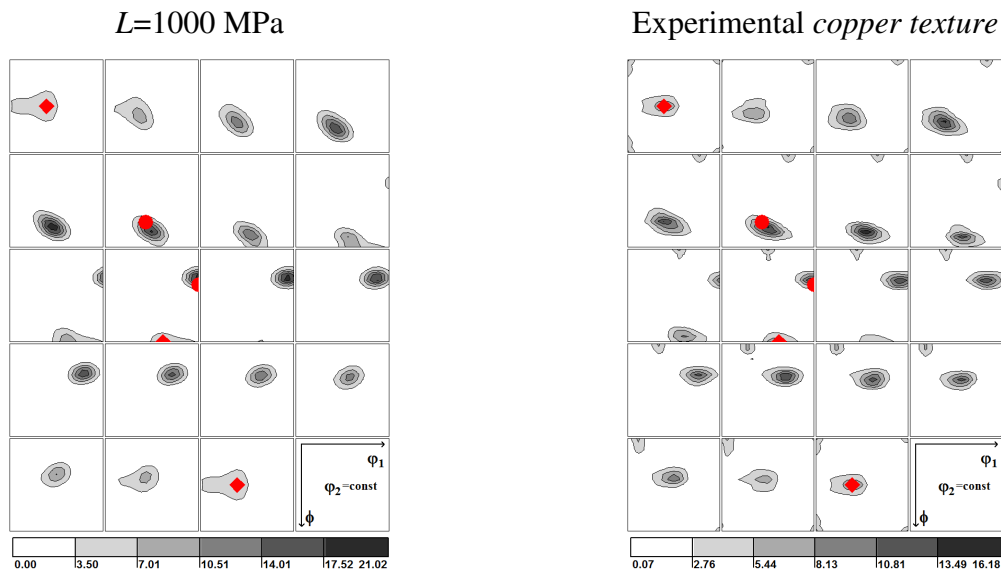 L=1000 MPa
Experimental copper texture
φ1
φ2=const
ϕ
φ1
φ2=const
ϕ
0.00 3.50 7.01 10.51 14.01 17.52 21.02
0.07 2.76 5.44 8.13 10.81 13.49 16.18